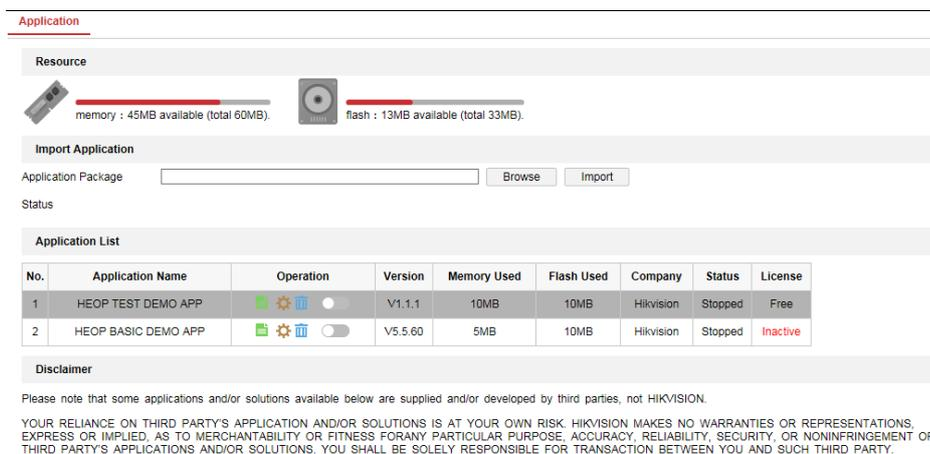 Application
Resource
memory : 45MB available (total 60MB).
flash : 13MB available (total 33MB).
Import Application
Application Package Browse Import
Status
Application List
No. Application Name Operation Version Memory Used Flash Used Company Status License
1 HEOP TEST DEMO APP V1.1.1 10MB 10MB Hikvision Stopped Free
2 HEOP BASIC DEMO APP V5.5.60 5MB 10MB Hikvision Stopped Inactive
Disclaimer
Please note that some applications and/or solutions available below are supplied and/or developed by third parties, not HIKVISION.
YOUR RELIANCE ON THIRD PARTY'S APPLICATION AND/OR SOLUTIONS IS AT YOUR OWN RISK. HIKVISION MAKES NO WARRANTIES OR REPRESENTATIONS,
EXPRESS OR IMPLIED, AS TO MERCHANTABILITY OR FITNESS FORANY PARTICULAR PURPOSE, ACCURACY, RELIABILITY, SECURITY, OR NONINFRINGEMENT OF
THIRD PARTY'S APPLICATIONS AND/OR SOLUTIONS. YOU SHALL BE SOLELY RESPONSIBLE FOR TRANSACTION BETWEEN YOU AND SUCH THIRD PARTY.